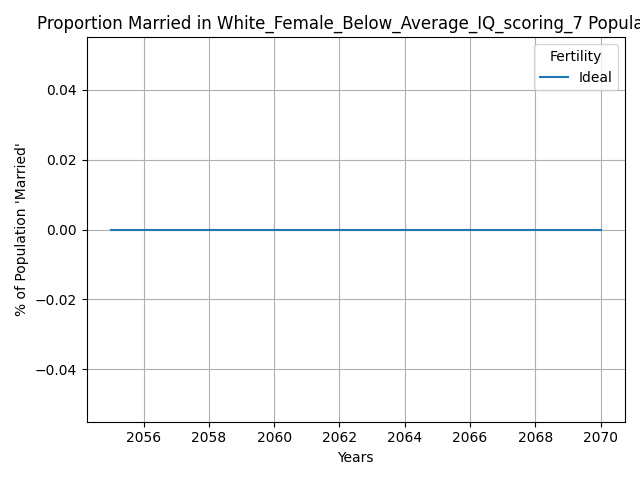 Proportion Married in White_Female_Below_Average_IQ_scoring_7 Popula
Fertility
Ideal
0.04
0.02
0.00
−0.02
−0.04
% of Population 'Married'
2056 2058 2060 2062 2064 2066 2068 2070
Years